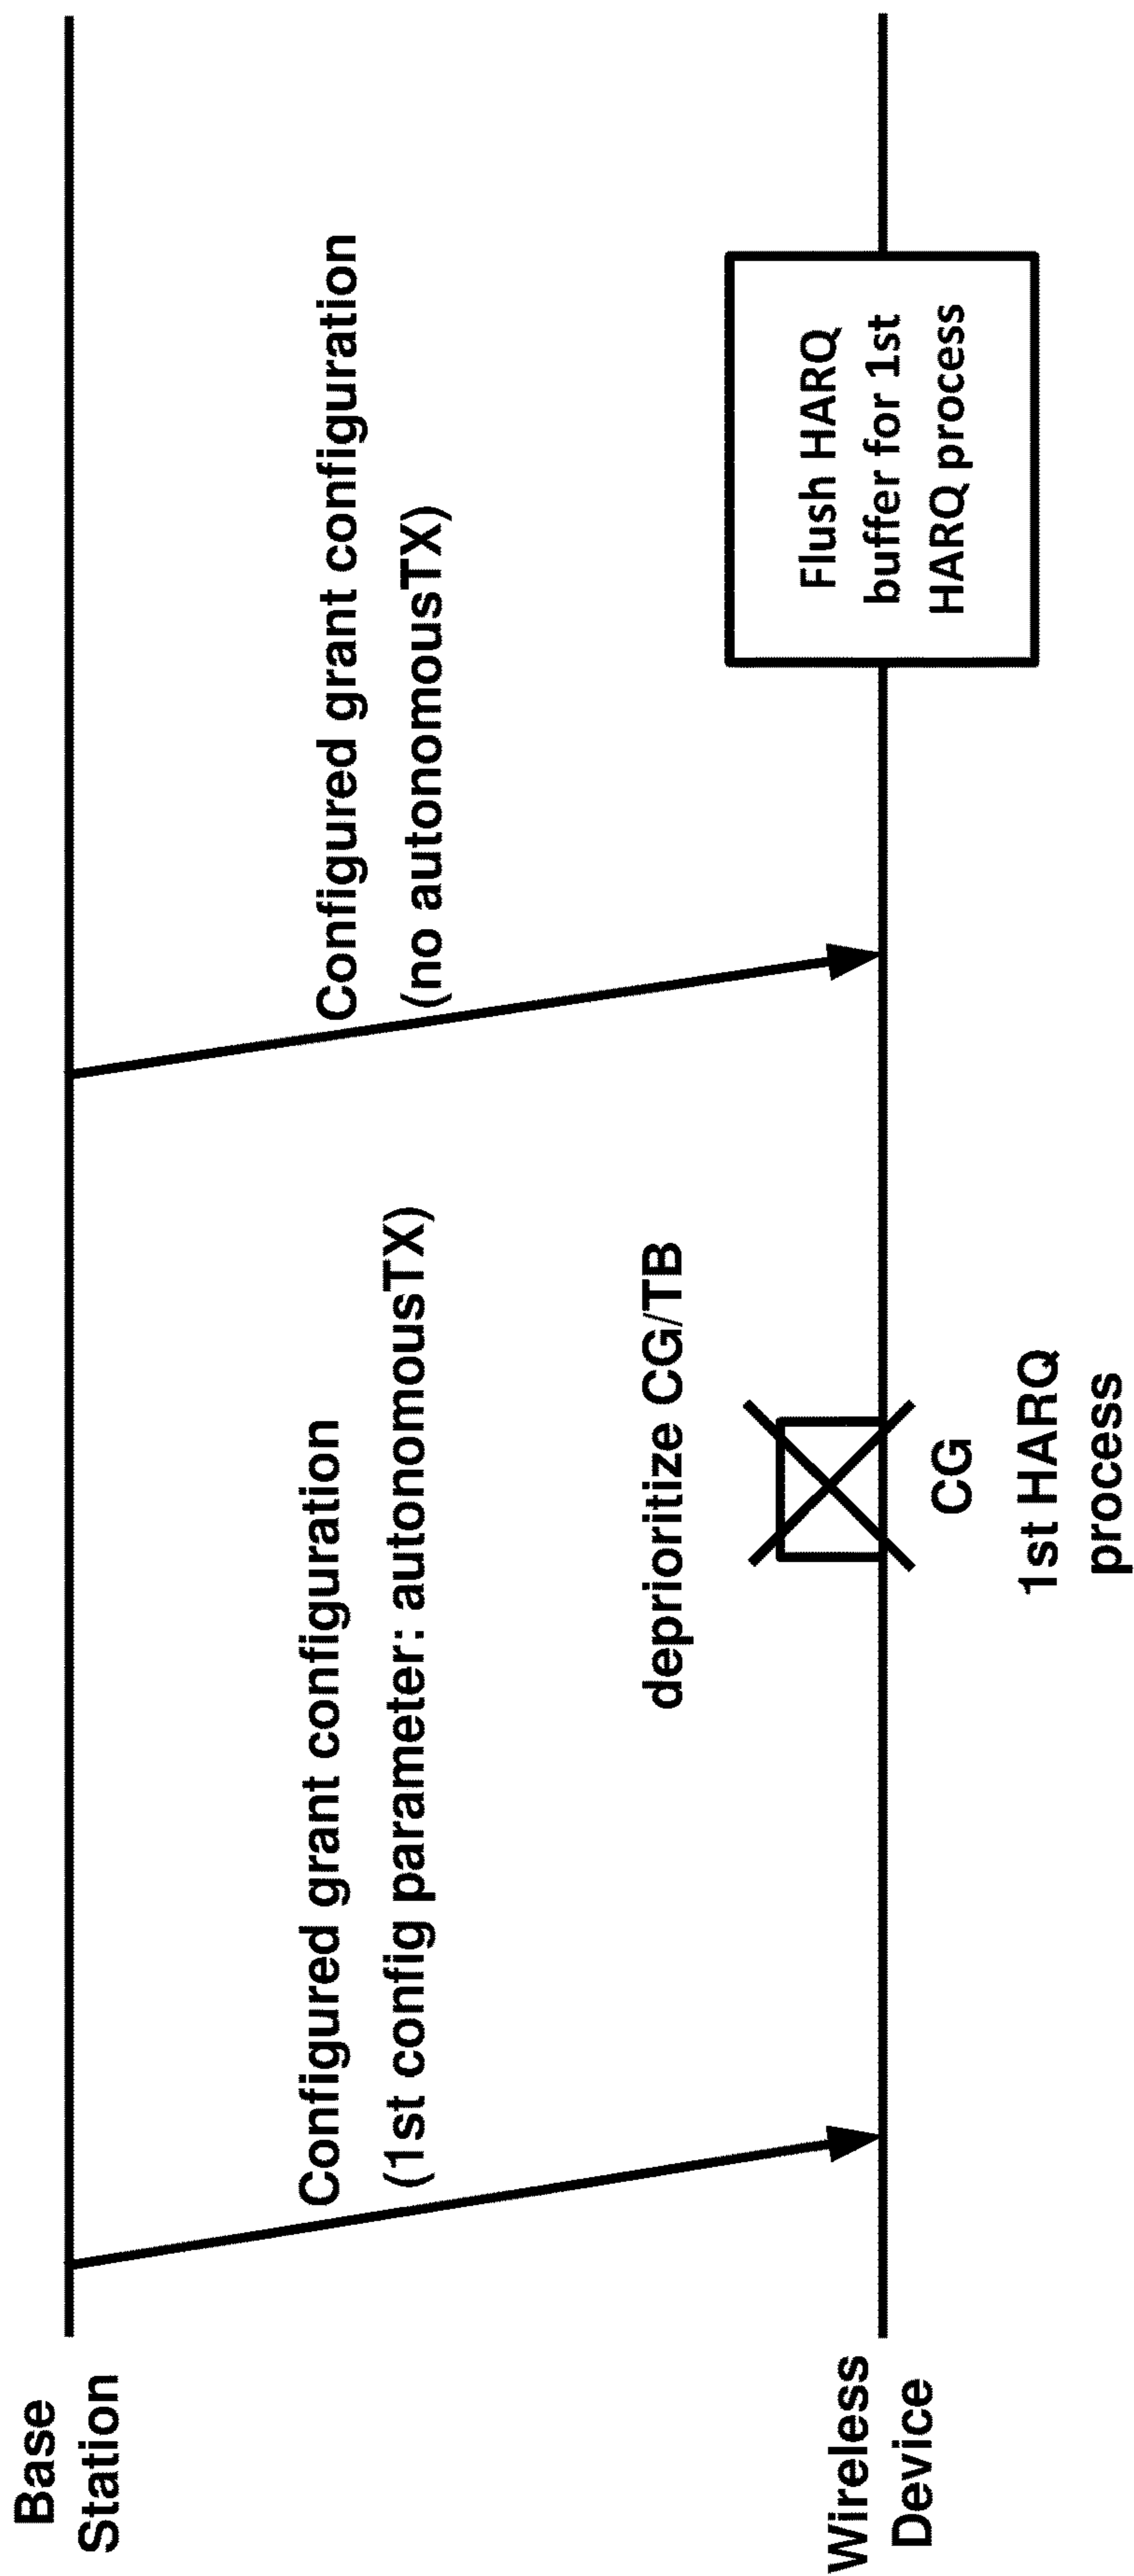 Base
Station
Configured grant configuration
(1st config parameter: autonomousTX)
Configured grant configuration
(no autonomousTX)
deprioritize CG/TB
Wireless
Device
CG
1st HARQ
process
Flush HARQ
buffer for 1st
HARQ process